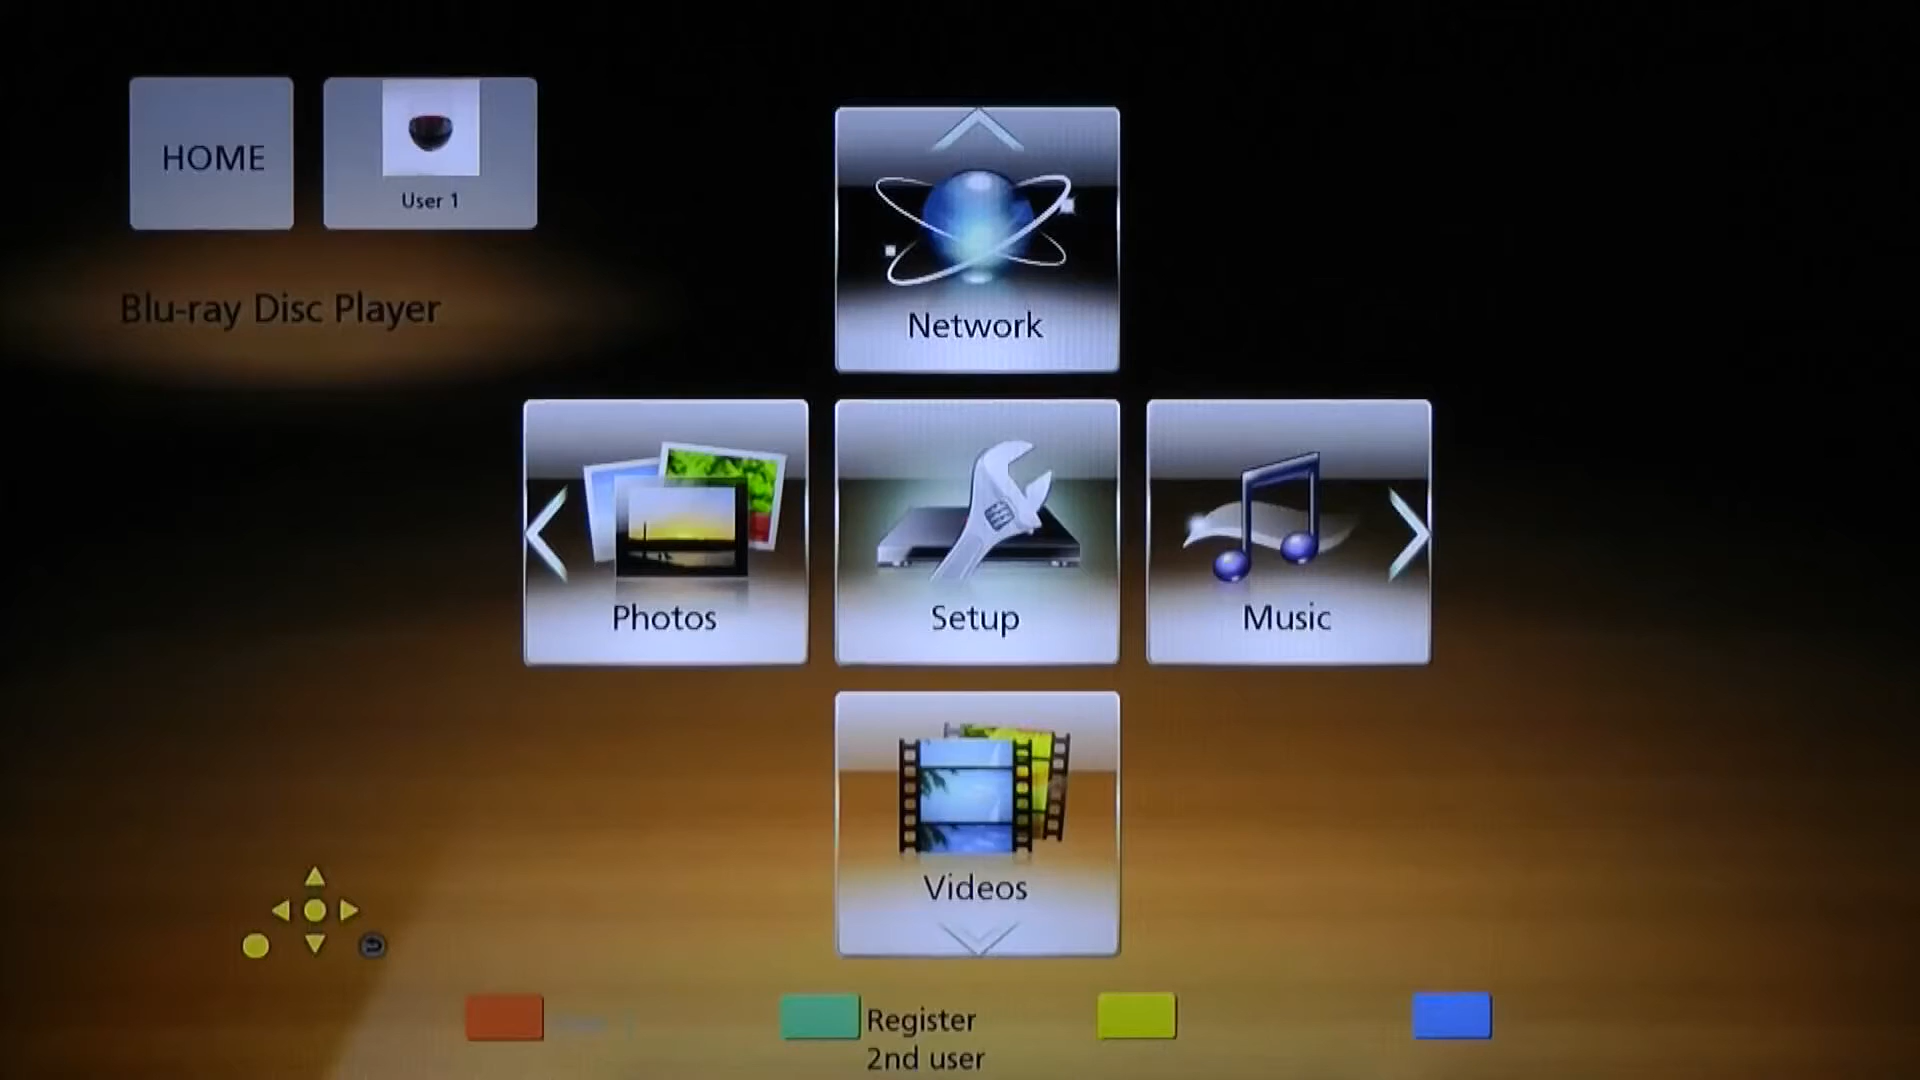 HOME
User 1
Blu-ray Disc Player
Network
Photos
Setup
Music
Videos
Register
2nd user